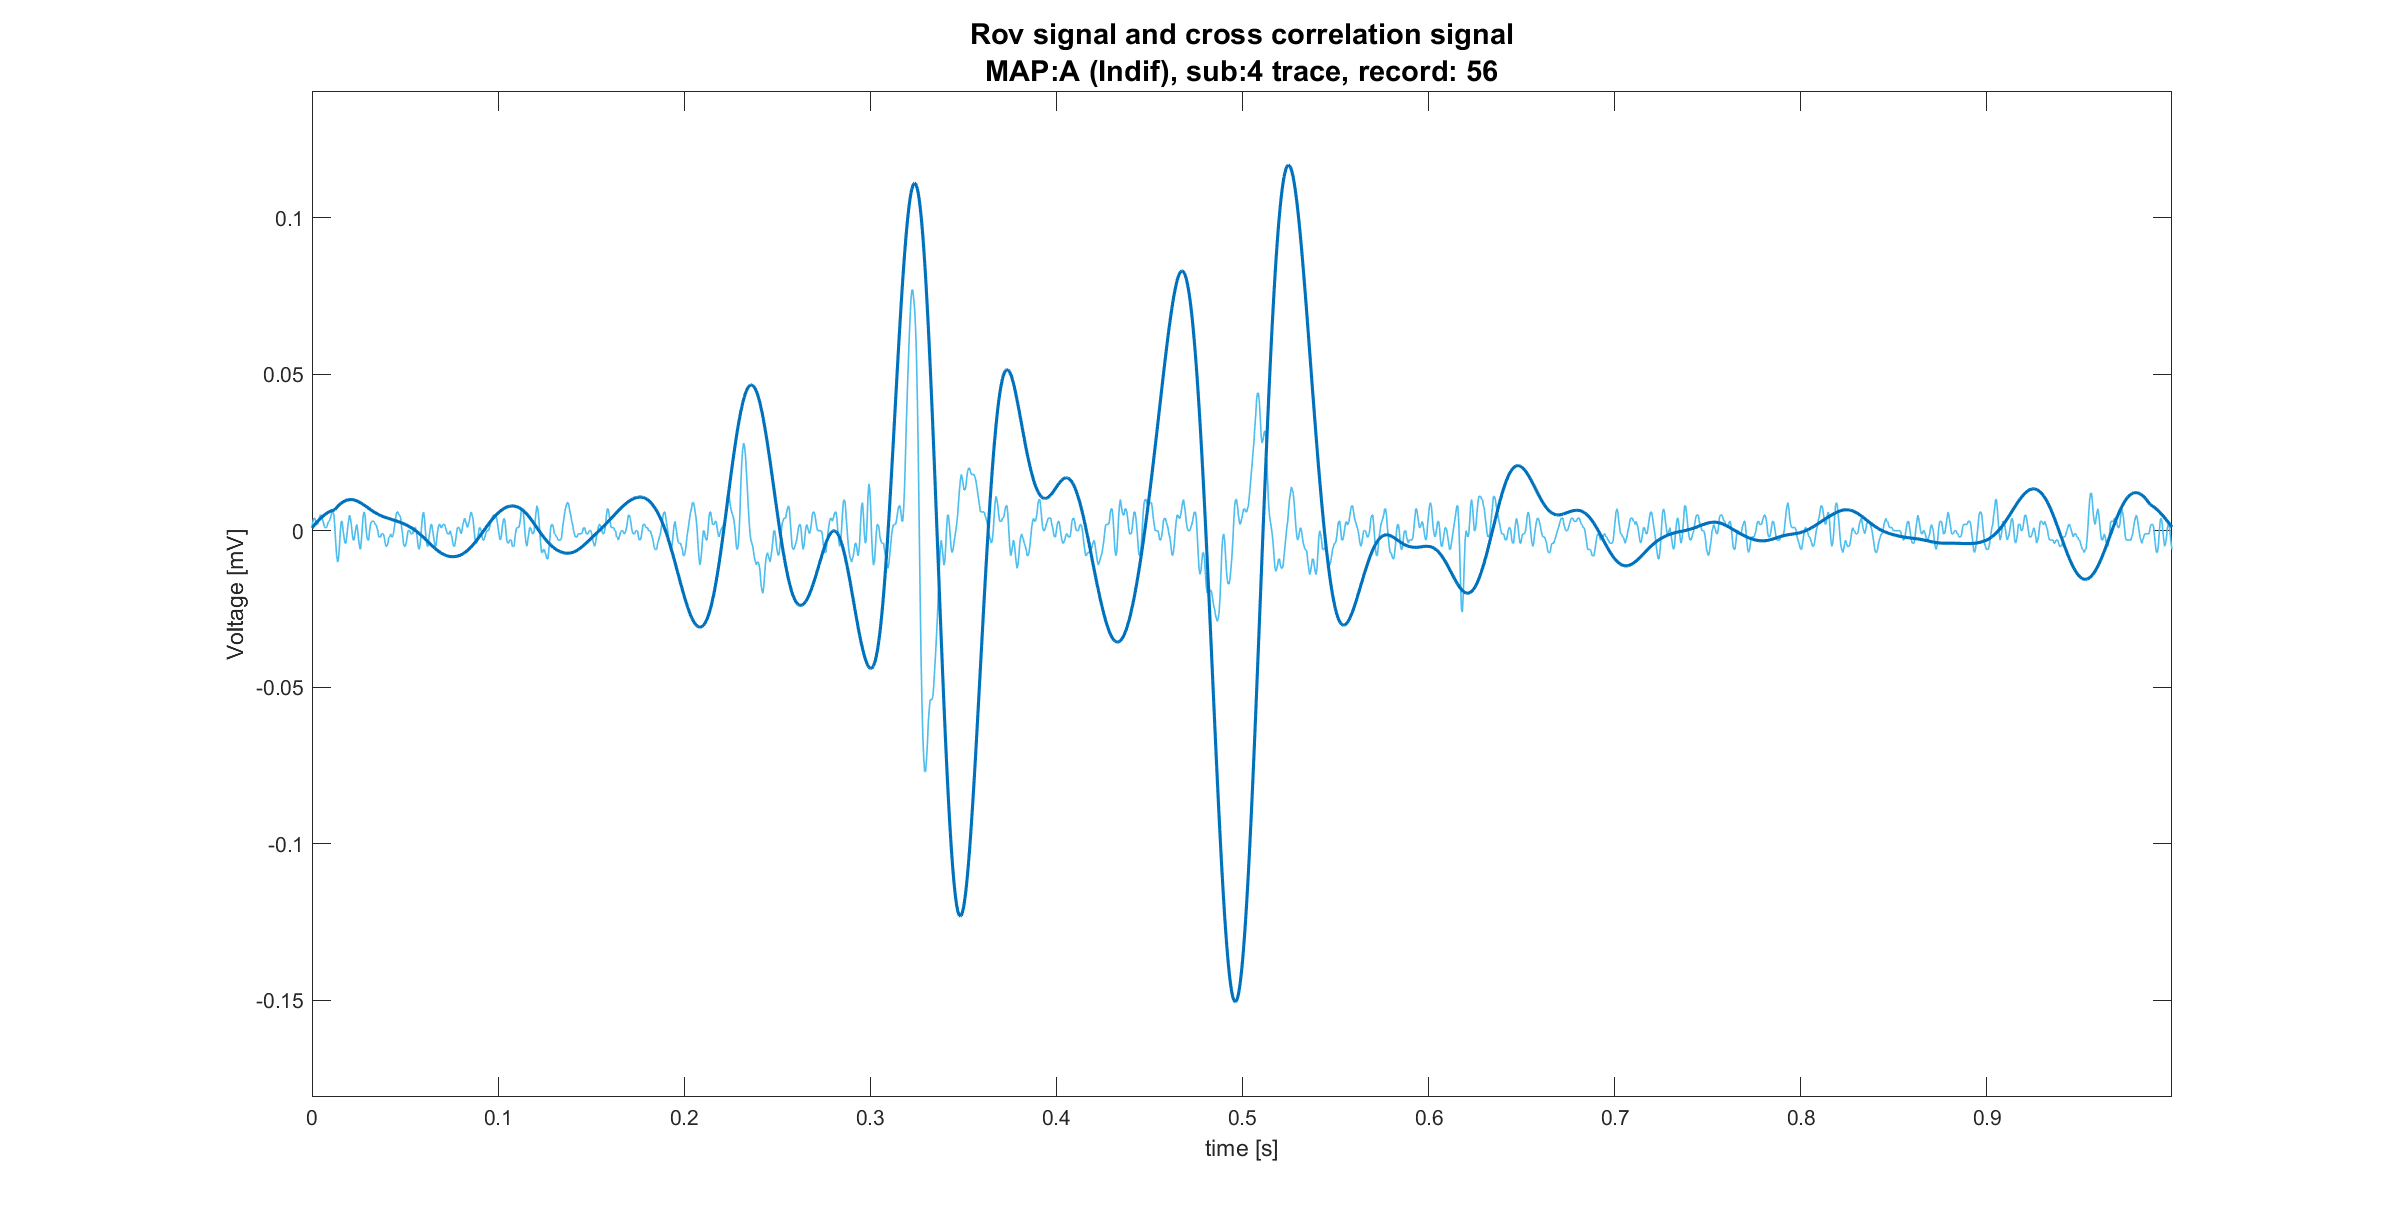 Rov signal and cross correlation signal
MAP:A (Indif), sub:4 trace, record: 56
0.1
0.05
0
-0.05
-0.1
-0.15
Voltage [mV]
0 0.1 0.2 0.3 0.4 0.5 0.6 0.7 0.8 0.9
time [s]